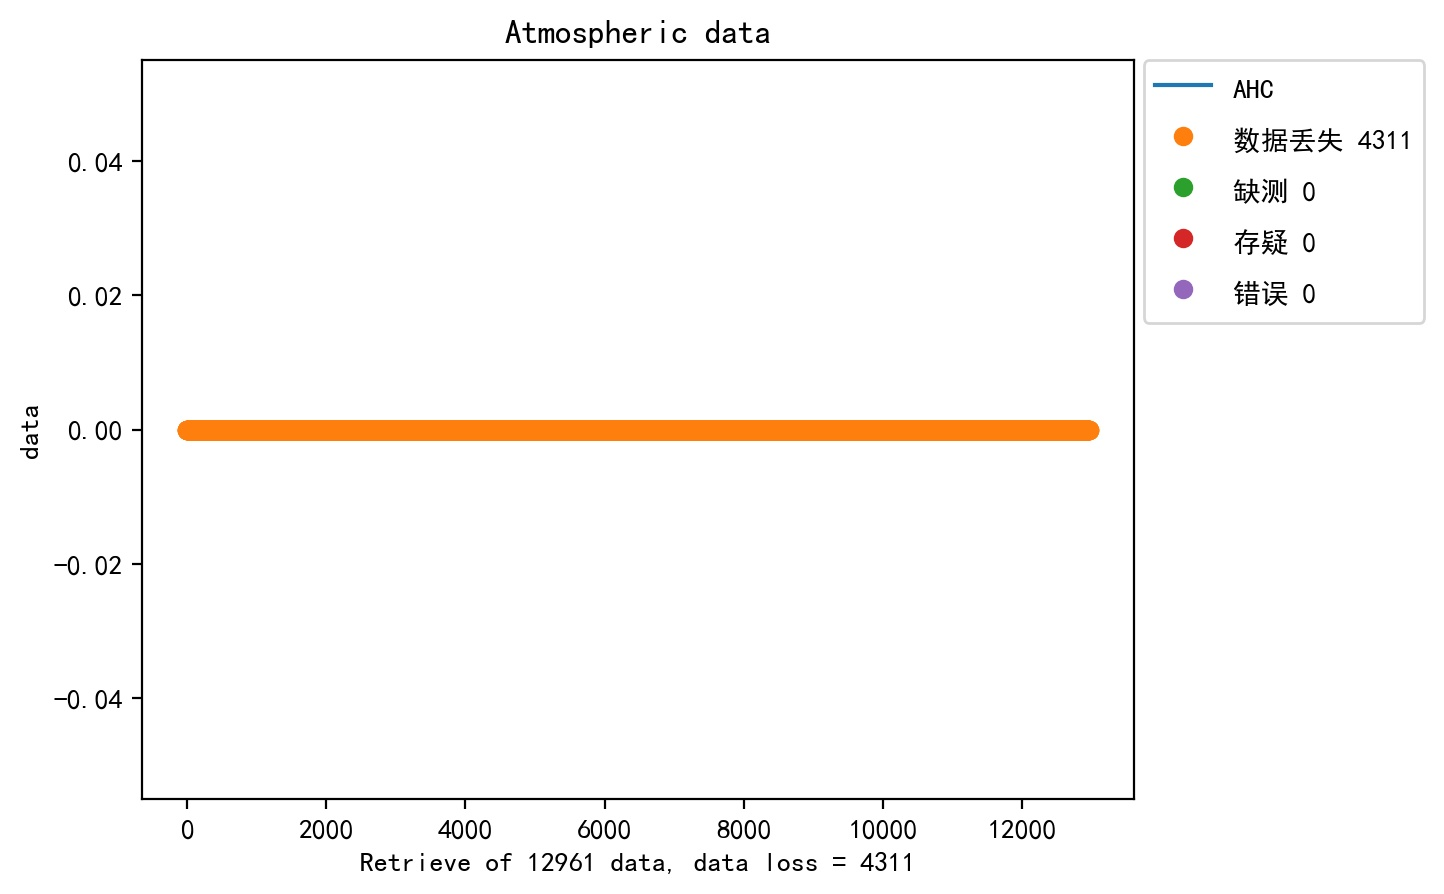 Atmospheric data
AHC
数据丢失 4311
缺测 0
存疑 0
错误 0
data
0.04
0.02
0.00
−0.02
−0.04
0 2000 4000 6000 8000 10000 12000
Retrieve of 12961 data, data loss = 4311